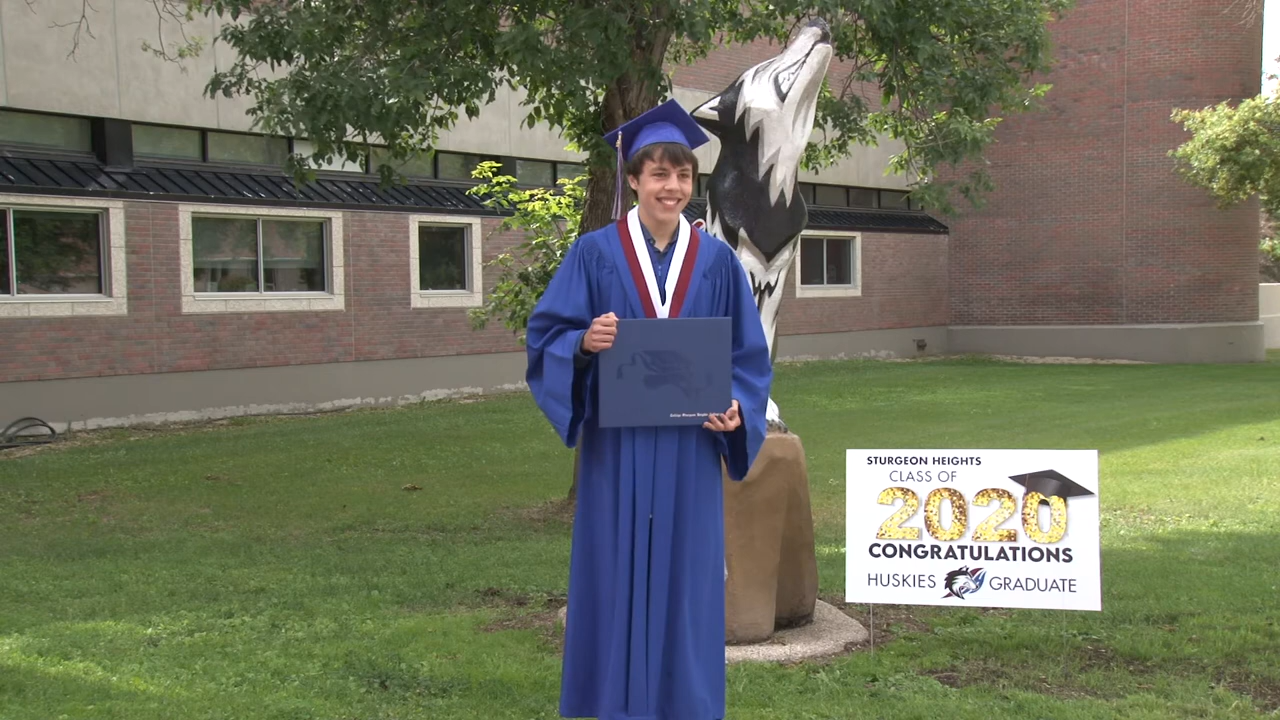 STURGEON HEIGHTS
CLASS OF
2020
CONGRATULATIONS
HUSKIES GRADUATE